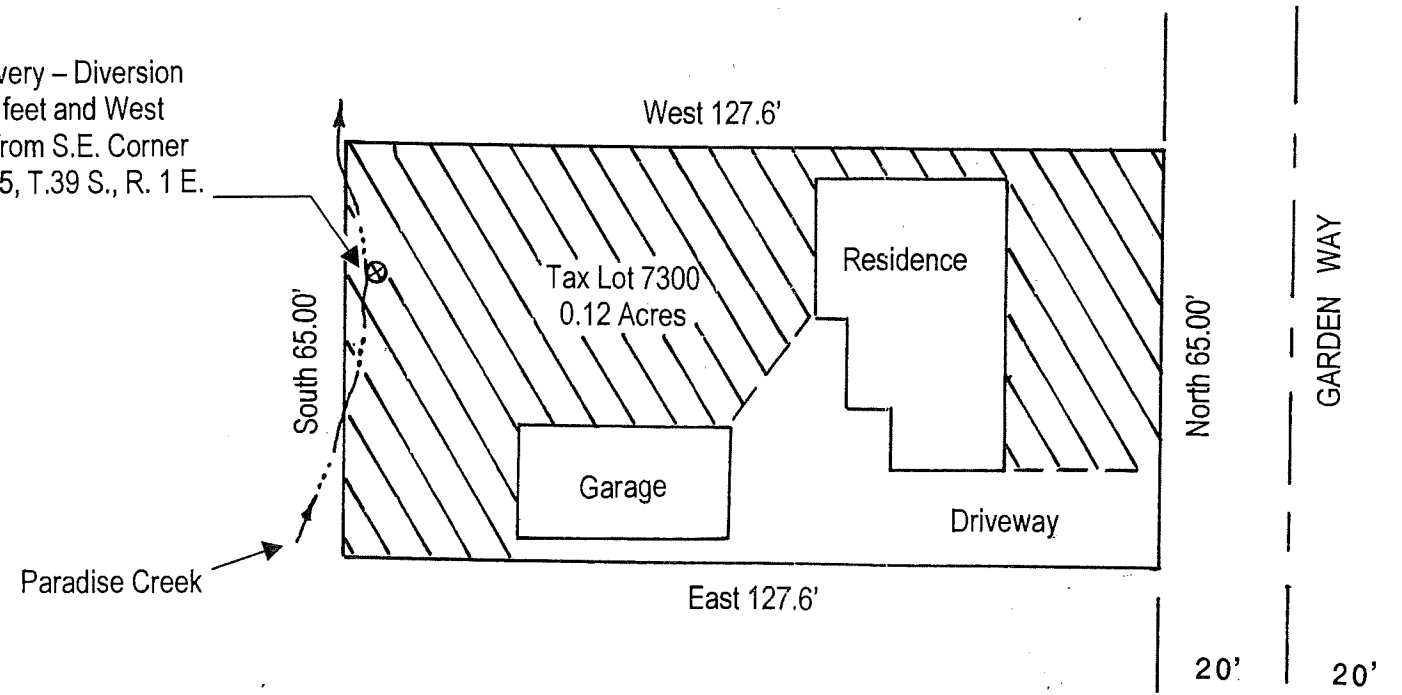 very – Diversion
feet and West
rom S.E. Corner
5, T.39 S., R. 1 E.
West 127.6'
South 65.00'
Tax Lot 7300
0.12 Acres
Residence
North 65.00'
GARDEN WAY
Garage
Driveway
Paradise Creek
East 127.6'
20' 20'